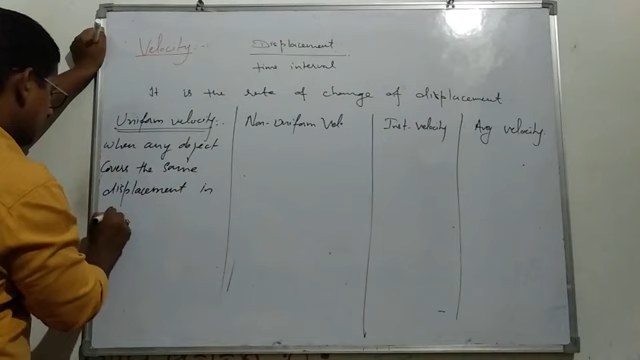 Velocity...
Displacement
time interval
It is the rate of change of displacement
Uniform velocity..
Non-Uniform Vel.
Inst. velocity
Avg velocity.
when any object
Covers the same
displacement in